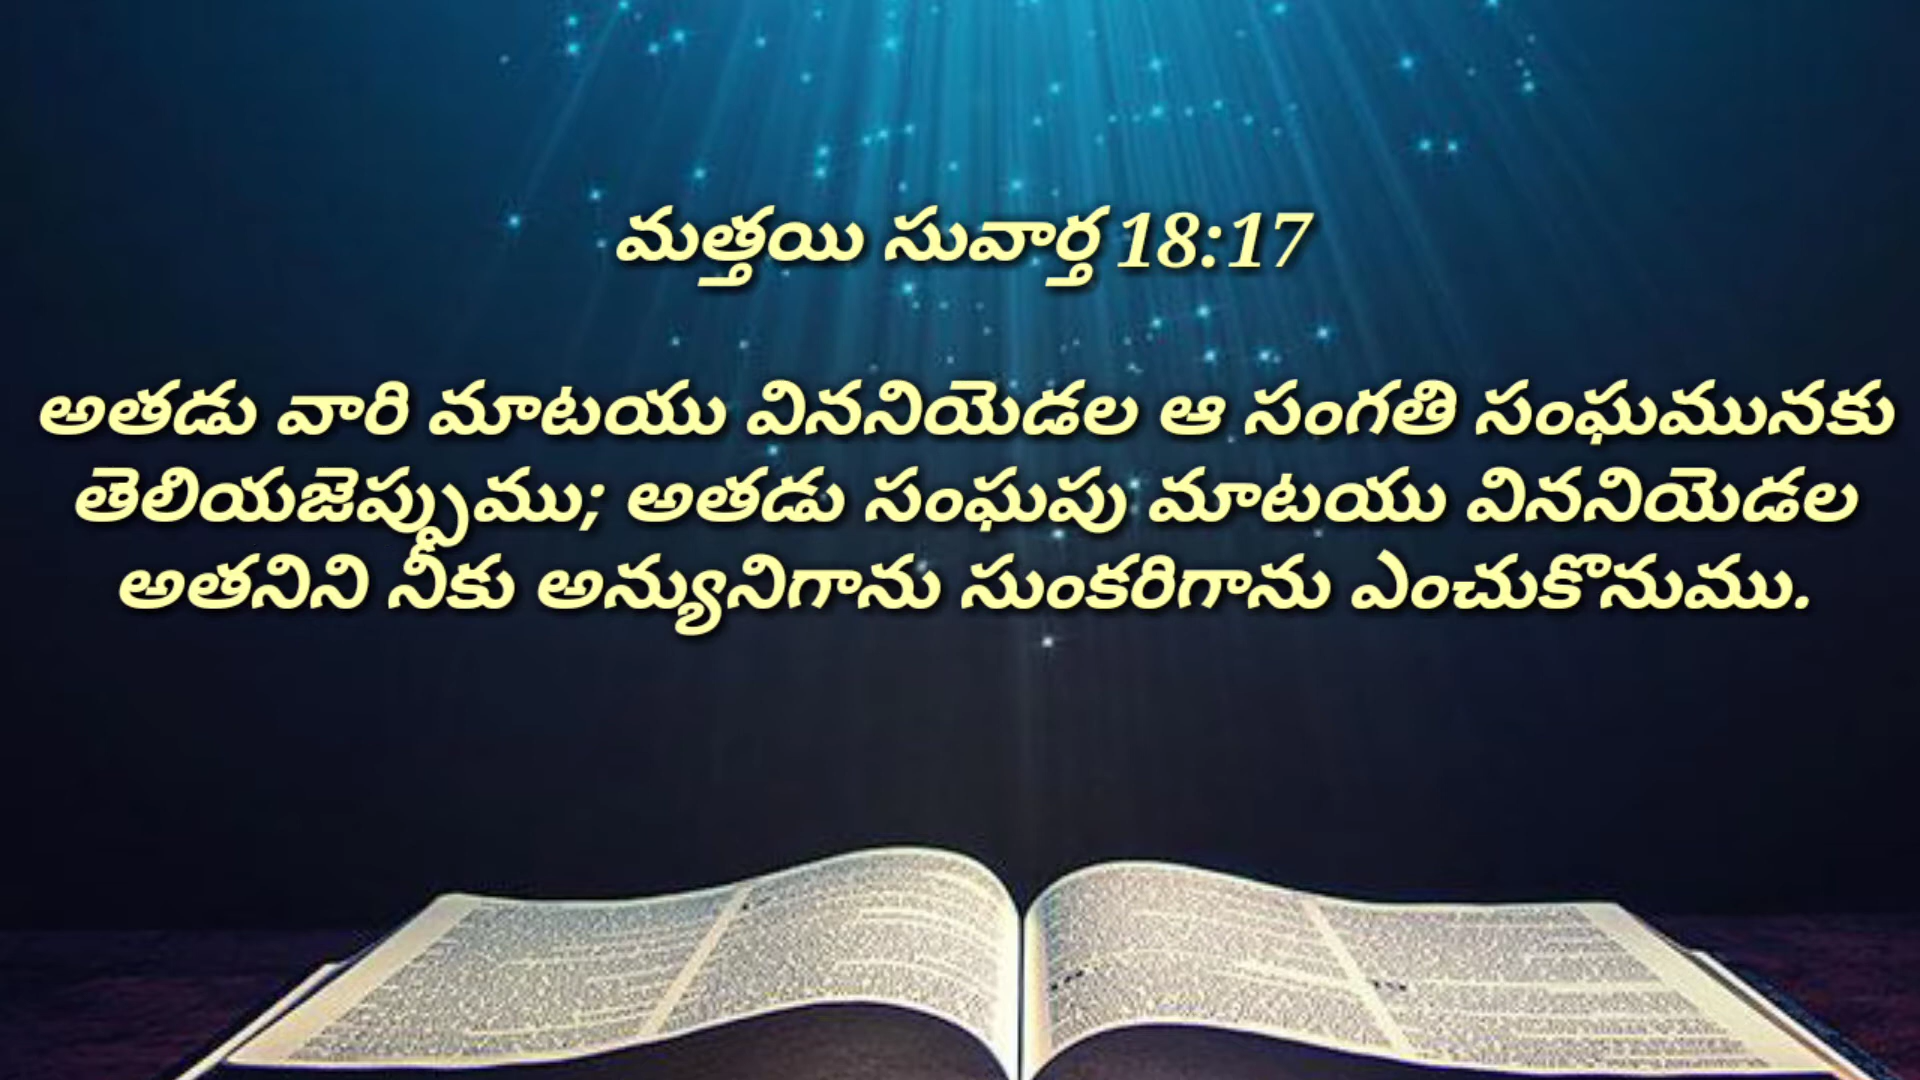 మత్తయి సువార్త 18:17
అతడు వారి మాటయు విననియెడల ఆ సంగతి సంఘమునకు
తెలియజెప్పుము; అతడు సంఘపు మాటయు విననియెడల
అతనిని నీకు అన్యునిగాను సుంకరిగాను ఎంచుకొనుము.